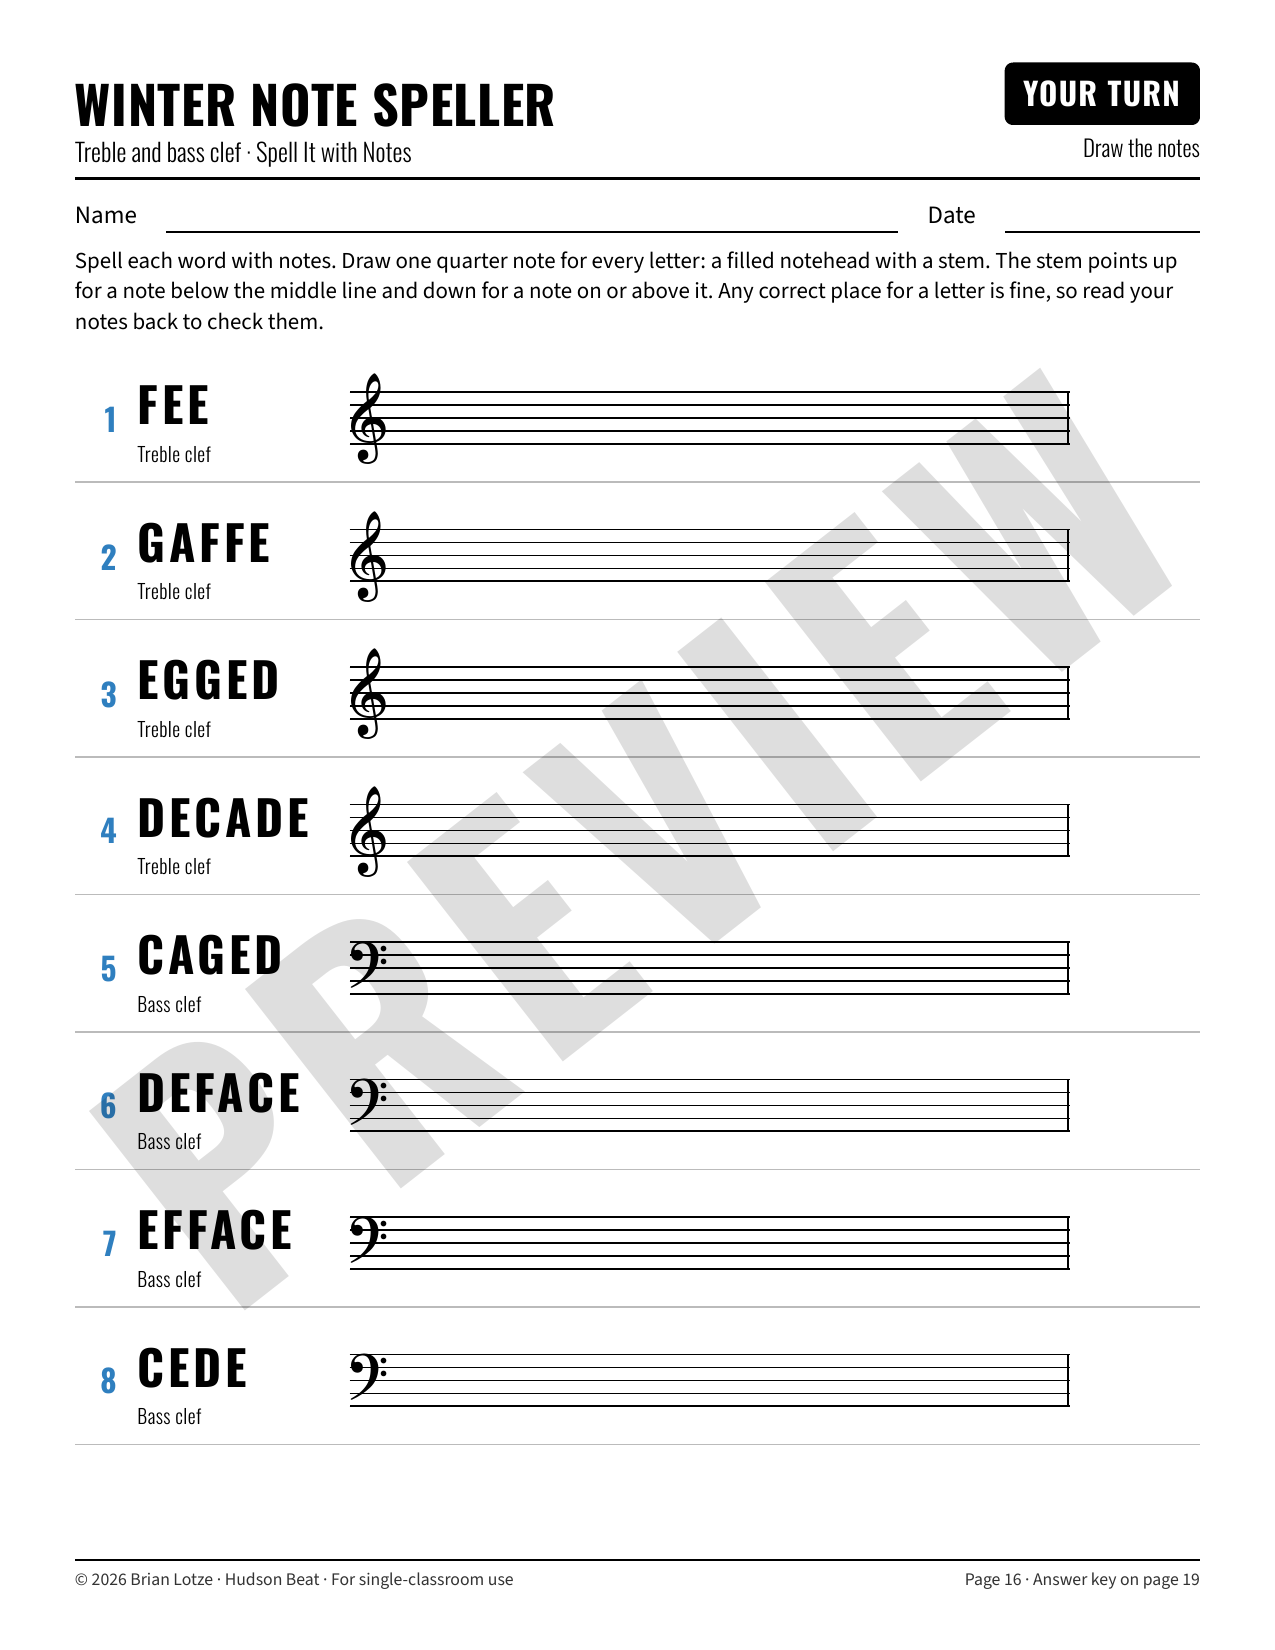 WINTER NOTE SPELLER
YOUR TURN
Treble and bass clef · Spell It with Notes
Draw the notes
Name
Date
Spell each word with notes. Draw one quarter note for every letter: a filled notehead with a stem. The stem points up
for a note below the middle line and down for a note on or above it. Any correct place for a letter is fine, so read your
notes back to check them.
1 FEE
Treble clef
2 GAFFE
Treble clef
3 EGGED
Treble clef
4 DECADE
Treble clef
5 CAGED
Bass clef
6 DEFACE
Bass clef
7 EFFACE
Bass clef
8 CEDE
Bass clef
PREVIEW
© 2026 Brian Lotze · Hudson Beat · For single-classroom use
Page 16 · Answer key on page 19